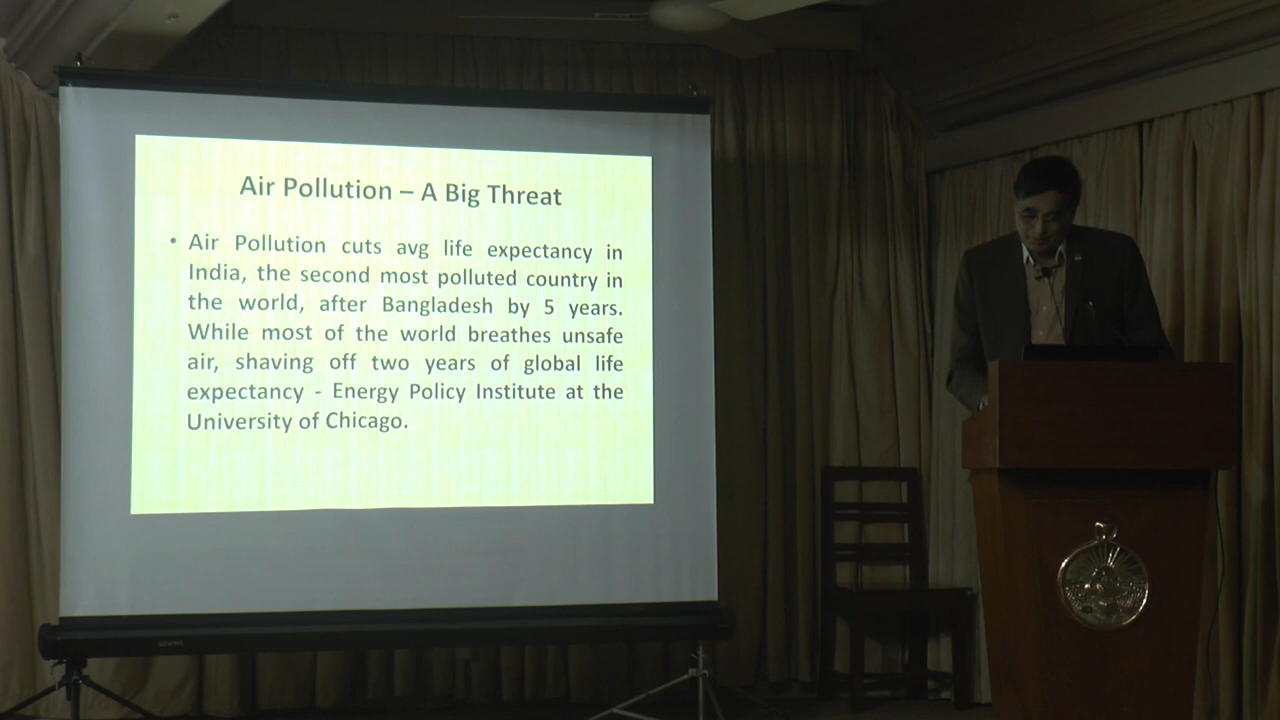 Air Pollution – A Big Threat
• Air Pollution cuts avg life expectancy in
India, the second most polluted country in
the world, after Bangladesh by 5 years.
While most of the world breathes unsafe
air, shaving off two years of global life
expectancy - Energy Policy Institute at the
University of Chicago.